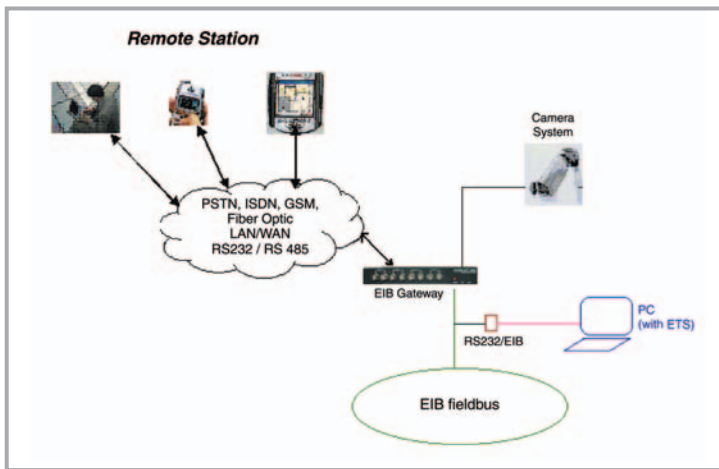 Remote Station
Camera
System
PSTN, ISDN, GSM,
Fiber Optic
LAN/WAN
RS232 / RS 485
EIB Gateway
PC
(with ETS)
RS232/EIB
EIB fieldbus